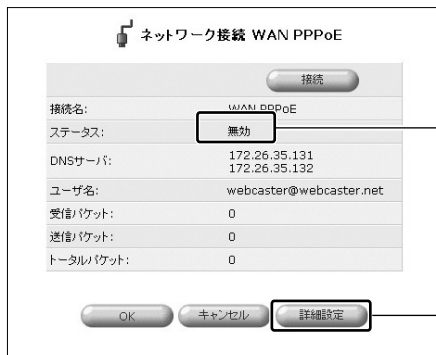 ネットワーク接続 WAN PPPoE
接続
接続名: WAN PPPoE
ステータス: 無効
DNSサーバ: 172.26.35.131
172.26.35.132
ユーザ名: webcaster@webcaster.net
受信パケット: 0
送信パケット: 0
トータルパケット: 0
OK キャンセル 詳細設定